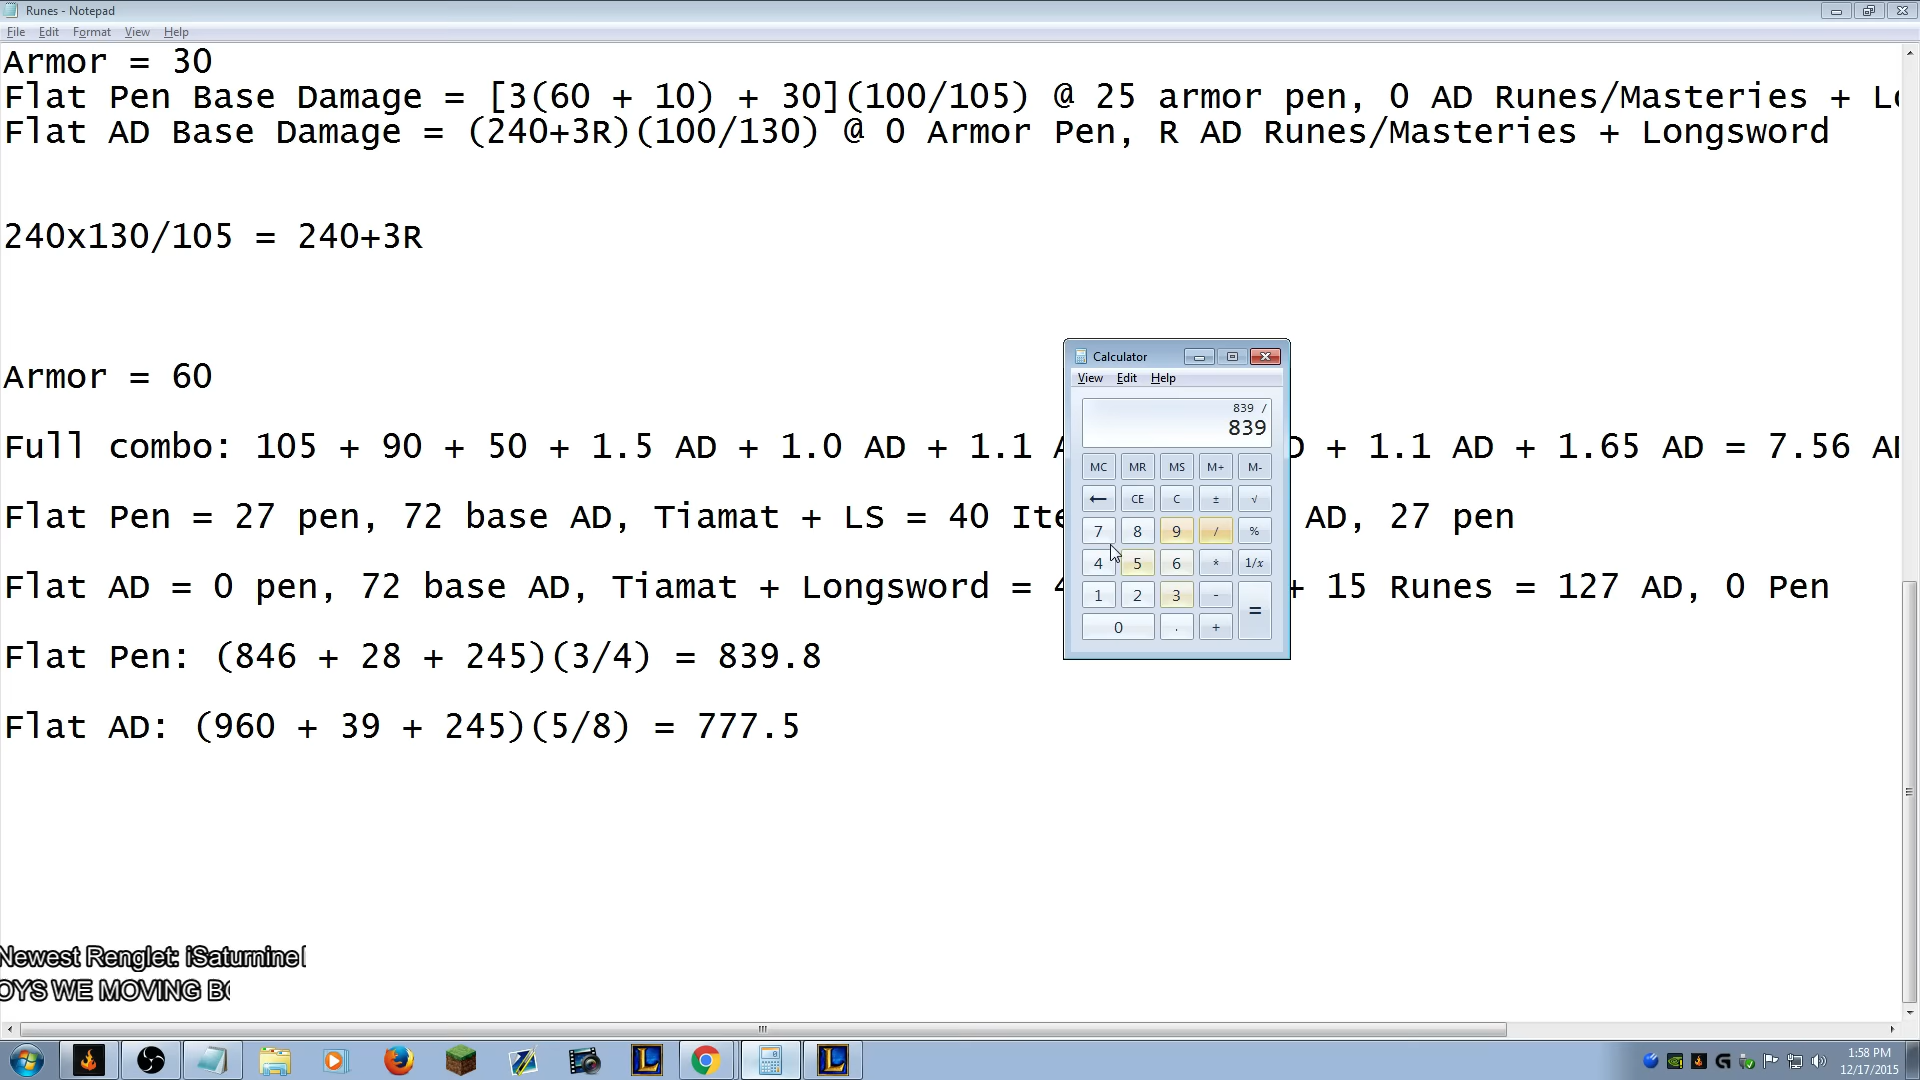 Runes - Notepad
File Edit Format View Help
Armor = 30
Flat Pen Base Damage = [3(60 + 10) + 30](100/105) @ 25 armor pen, 0 AD Runes/Masteries +
Flat AD Base Damage = (240+3R)(100/130) @ 0 Armor Pen, R AD Runes/Masteries + Longsword
240x130/105 = 240+3R
Armor = 60
Full combo: 105 + 90 + 50 + 1.5 AD + 1.0 AD + 1.1
+ 1.1 AD + 1.65 AD = 7.56
Flat Pen = 27 pen, 72 base AD, Tiamat + LS = 40
AD, 27 pen
Flat AD = 0 pen, 72 base AD, Tiamat + Longsword =
+ 15 Runes = 127 AD, 0 Pen
Flat Pen: (846 + 28 + 245)(3/4) = 839.8
Flat AD: (960 + 39 + 245)(5/8) = 777.5
Calculator
View Edit Help
839 /
839
MC MR MS M+ M-
← CE C ± √
7 8 9 / %
4 5 6 * 1/x
1 2 3 - =
0 . +
Newest Renglet: iSaturnine
WE MOVING
1:58 PM
12/17/2015